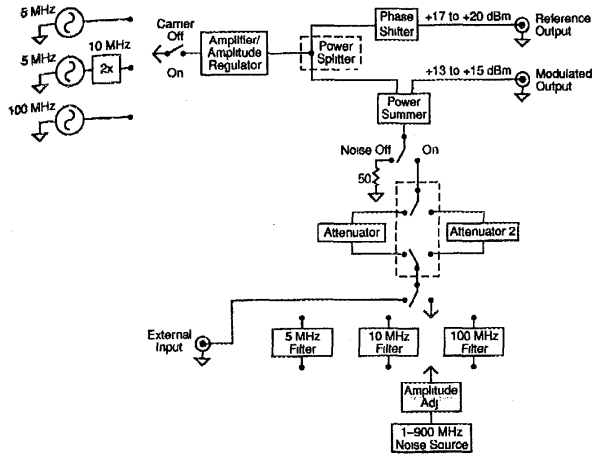 5 MHz
Carrier
Off
Phase
Shifter
+17 to +20 dBm
Reference
Output
10 MHz
5 MHz
2x
On
Amplifier/
Amplitude
Regulator
Power
Splitter
+13 to +15 dBm
Modulated
Output
100 MHz
Power
Summer
Noise Off
On
50
Attenuator
Attenuator 2
External
Input
5 MHz
Filter
10 MHz
Filter
100 MHz
Filter
Amplitude
Adj
1–900 MHz
Noise Source